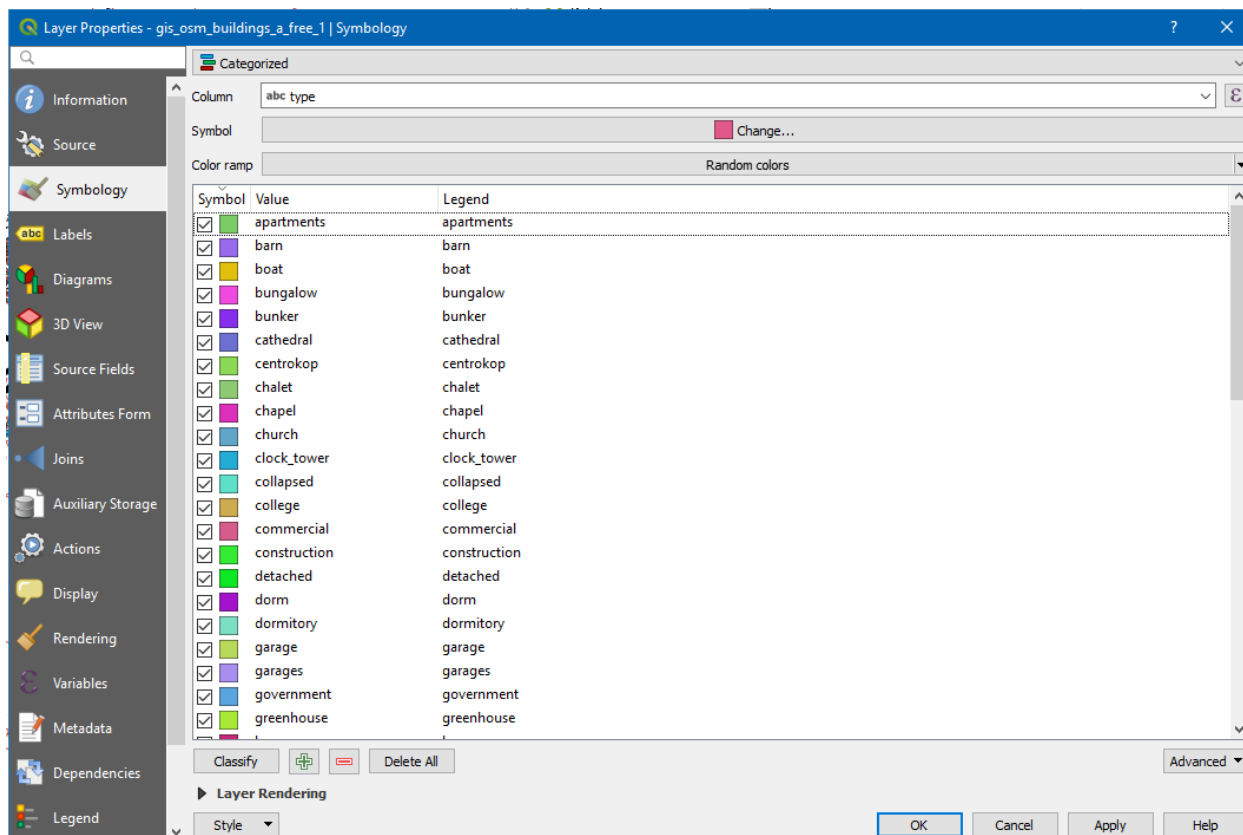 Layer Properties - gis_osm_buildings_a_free_1 | Symbology
Categorized
Information
Source
Symbology
abc Labels
Diagrams
3D View
Source Fields
Attributes Form
Joins
Auxiliary Storage
Actions
Display
Rendering
Variables
Metadata
Dependencies
Legend
Column abc type ε
Symbol Change...
Color ramp Random colors
Symbol Value Legend
apartments apartments
barn barn
boat boat
bungalow bungalow
bunker bunker
cathedral cathedral
centrokop centrokop
chalet chalet
chapel chapel
church church
clock_tower clock_tower
collapsed collapsed
college college
commercial commercial
construction construction
detached detached
dorm dorm
dormitory dormitory
garage garage
garages garages
government government
greenhouse greenhouse
Classify Delete All Advanced
Layer Rendering
Style OK Cancel Apply Help